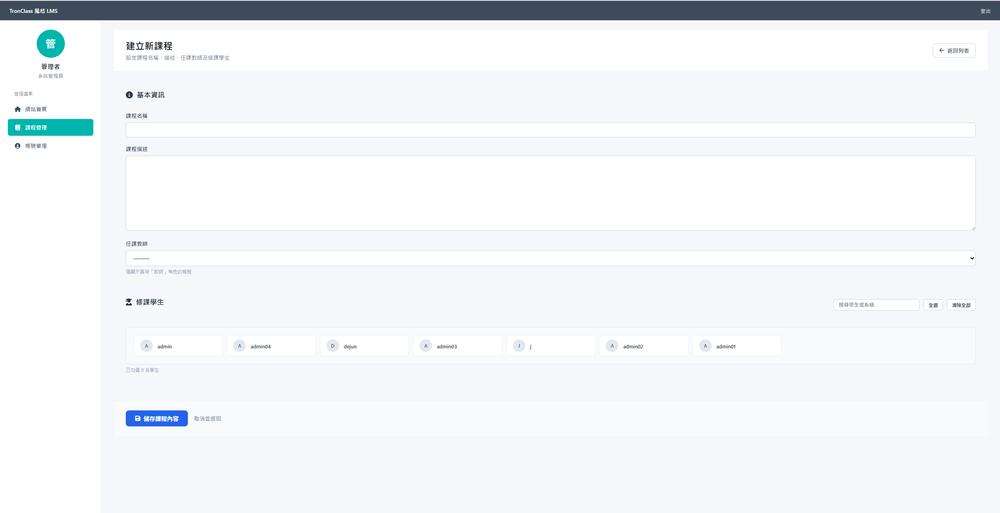 TronClass 風格 LMS
登出
管
管理者
系統管理員
管理選單
網站首頁
課程管理
帳號管理
建立新課程
設定課程名稱、描述、任課教師及修課學生
返回列表
基本資訊
課程名稱
課程描述
任課教師
---------
僅顯示具有「教師」角色的帳號
修課學生
搜尋學生或系級...
全選
清除全部
A admin
A admin04
D dejun
A admin03
J j
A admin02
A admin01
已勾選 0 名學生
儲存課程內容
取消並返回